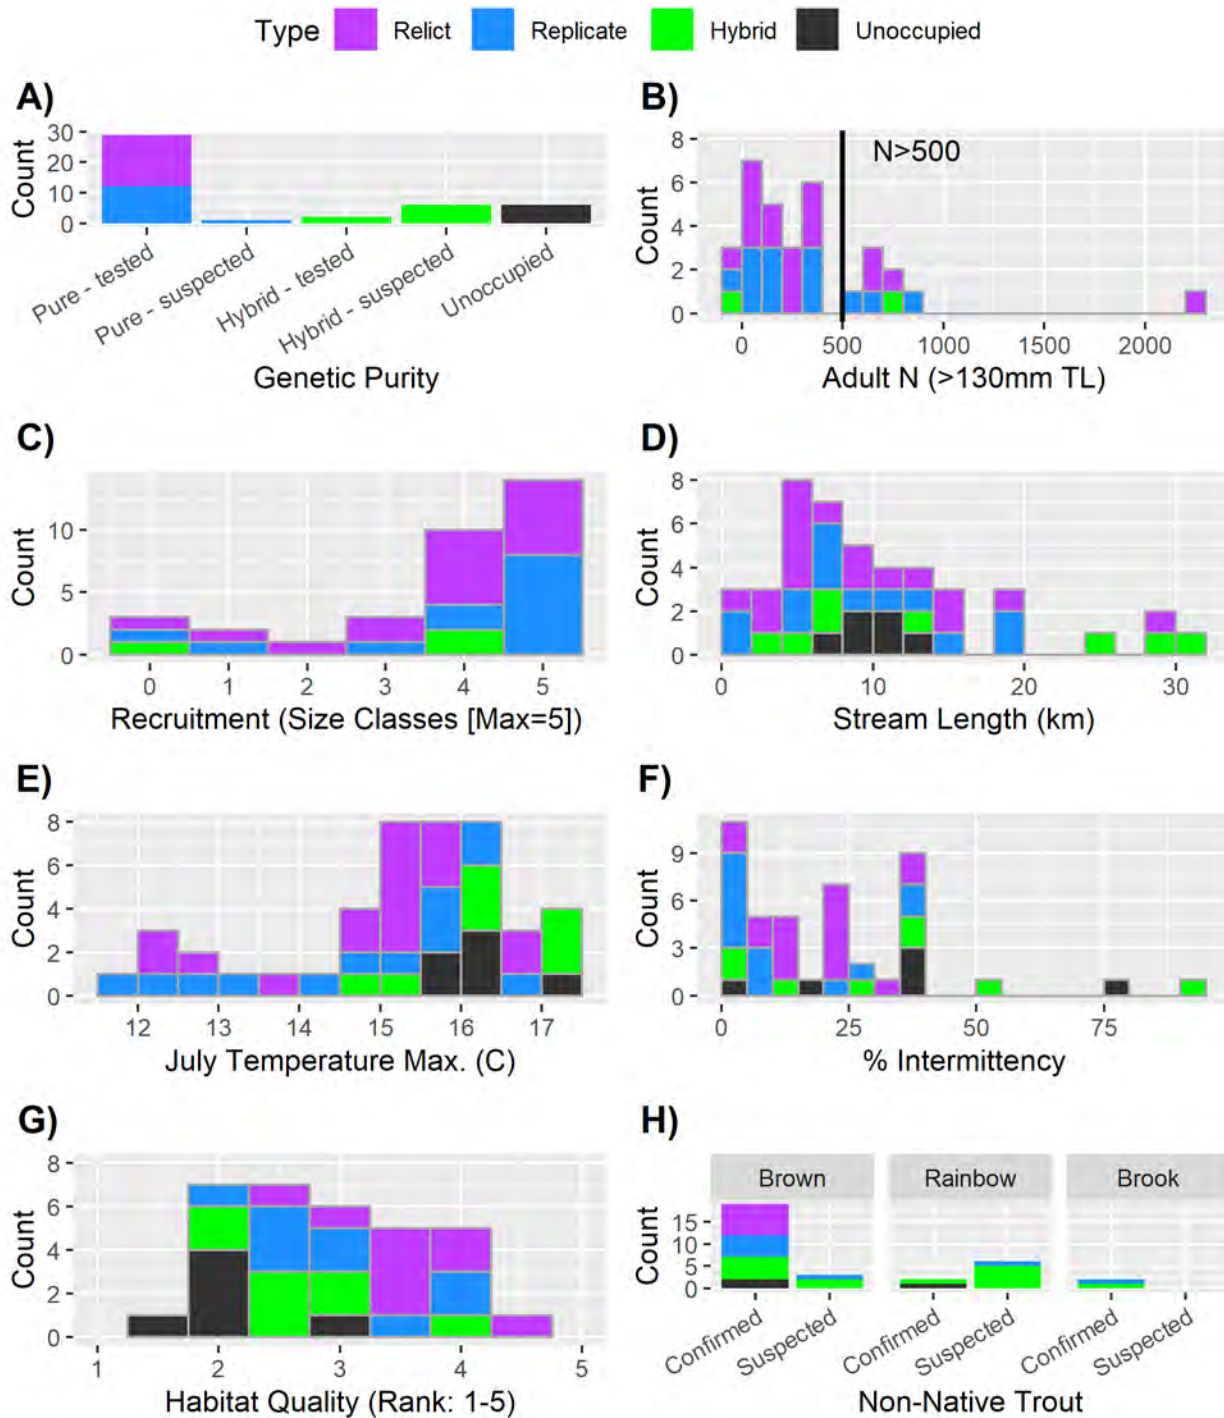 Type Relict Replicate Hybrid Unoccupied
A)
30
20
10
0
Count
Pure - tested
Pure - suspected
Hybrid - tested
Hybrid - suspected
Unoccupied
Genetic Purity
B)
N>500
8
6
4
2
0
Count
0 500 1000 1500 2000
Adult N (>130mm TL)
C)
10
5
0
Count
0 1 2 3 4 5
Recruitment (Size Classes [Max=5])
D)
8
6
4
2
0
Count
0 10 20 30
Stream Length (km)
E)
8
6
4
2
0
Count
12 13 14 15 16 17
July Temperature Max. (C)
F)
9
6
3
0
Count
0 25 50 75
% Intermittency
G)
8
6
4
2
0
Count
1 2 3 4 5
Habitat Quality (Rank: 1-5)
H)
Brown Rainbow Brook
15
10
5
0
Count
Confirmed
Suspected
Confirmed
Suspected
Confirmed
Suspected
Non-Native Trout